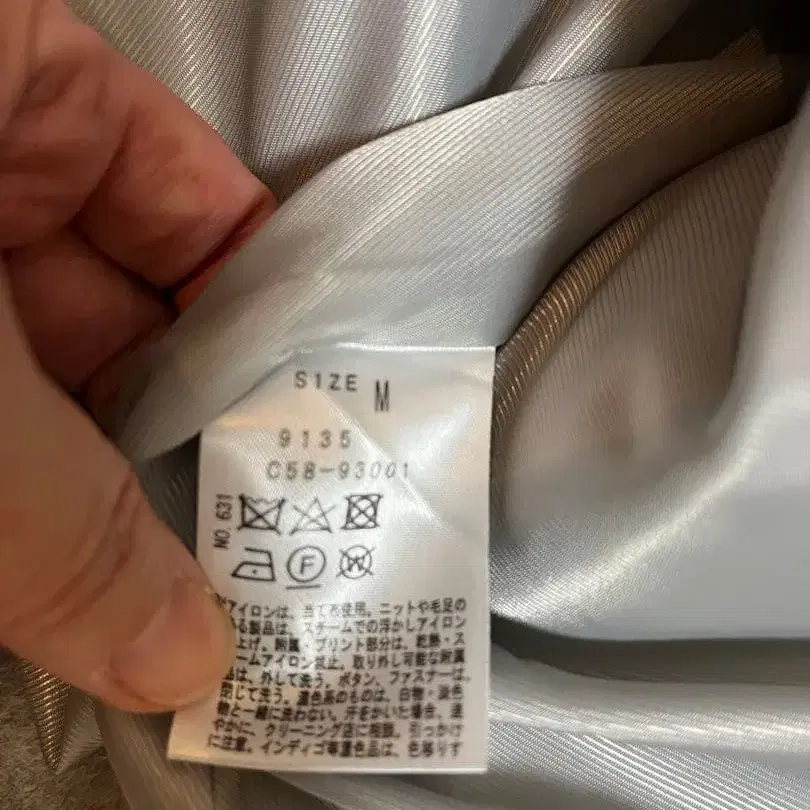 SIZE M
9135
C58-93001
NO.631
F
W
アイロンは、当て布使用。ニットや毛足の
る製品は、スチームでの浮かしアイロン
上げ。附属・プリント部分は、乾熱・ス
ームアイロン禁止。取り外し可能な附属
品は、外して洗う。ボタン、ファスナーは、
閉じて洗う。濃色系のものは、白物・淡色
物と一緒に洗わない。汗をかいた場合、速
やかに、クリーニング店に相談。引っかけ
に注意。インディゴ等濃色品は、色移りす